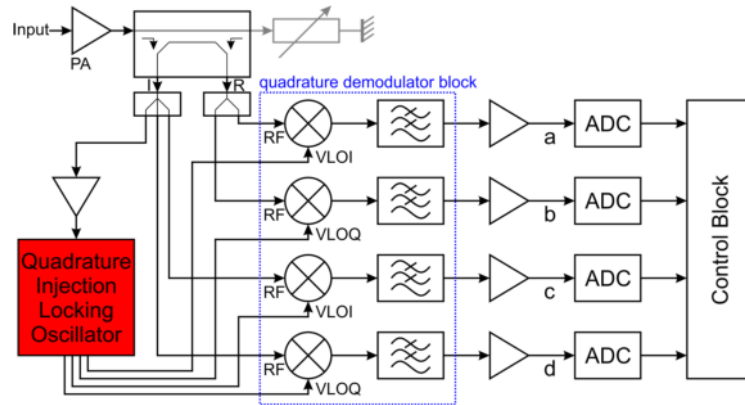 Input
PA
I
R
quadrature demodulator block
RF
VLOI
a
ADC
RF
VLOQ
b
ADC
Quadrature
Injection
Locking
Oscillator
RF
VLOI
c
ADC
RF
VLOQ
d
ADC
Control Block